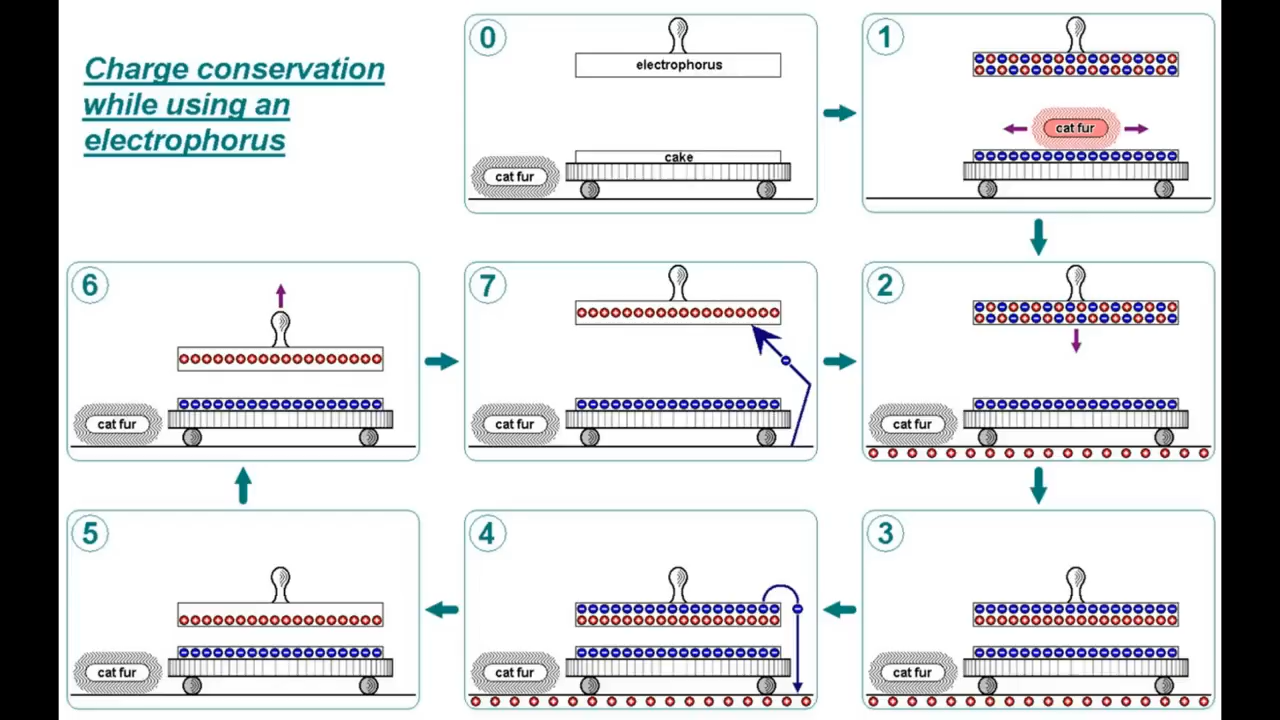 Charge conservation
while using an
electrophorus
0
electrophorus
cake
cat fur
1
cat fur
2
cat fur
3
cat fur
4
cat fur
5
cat fur
6
cat fur
7
cat fur